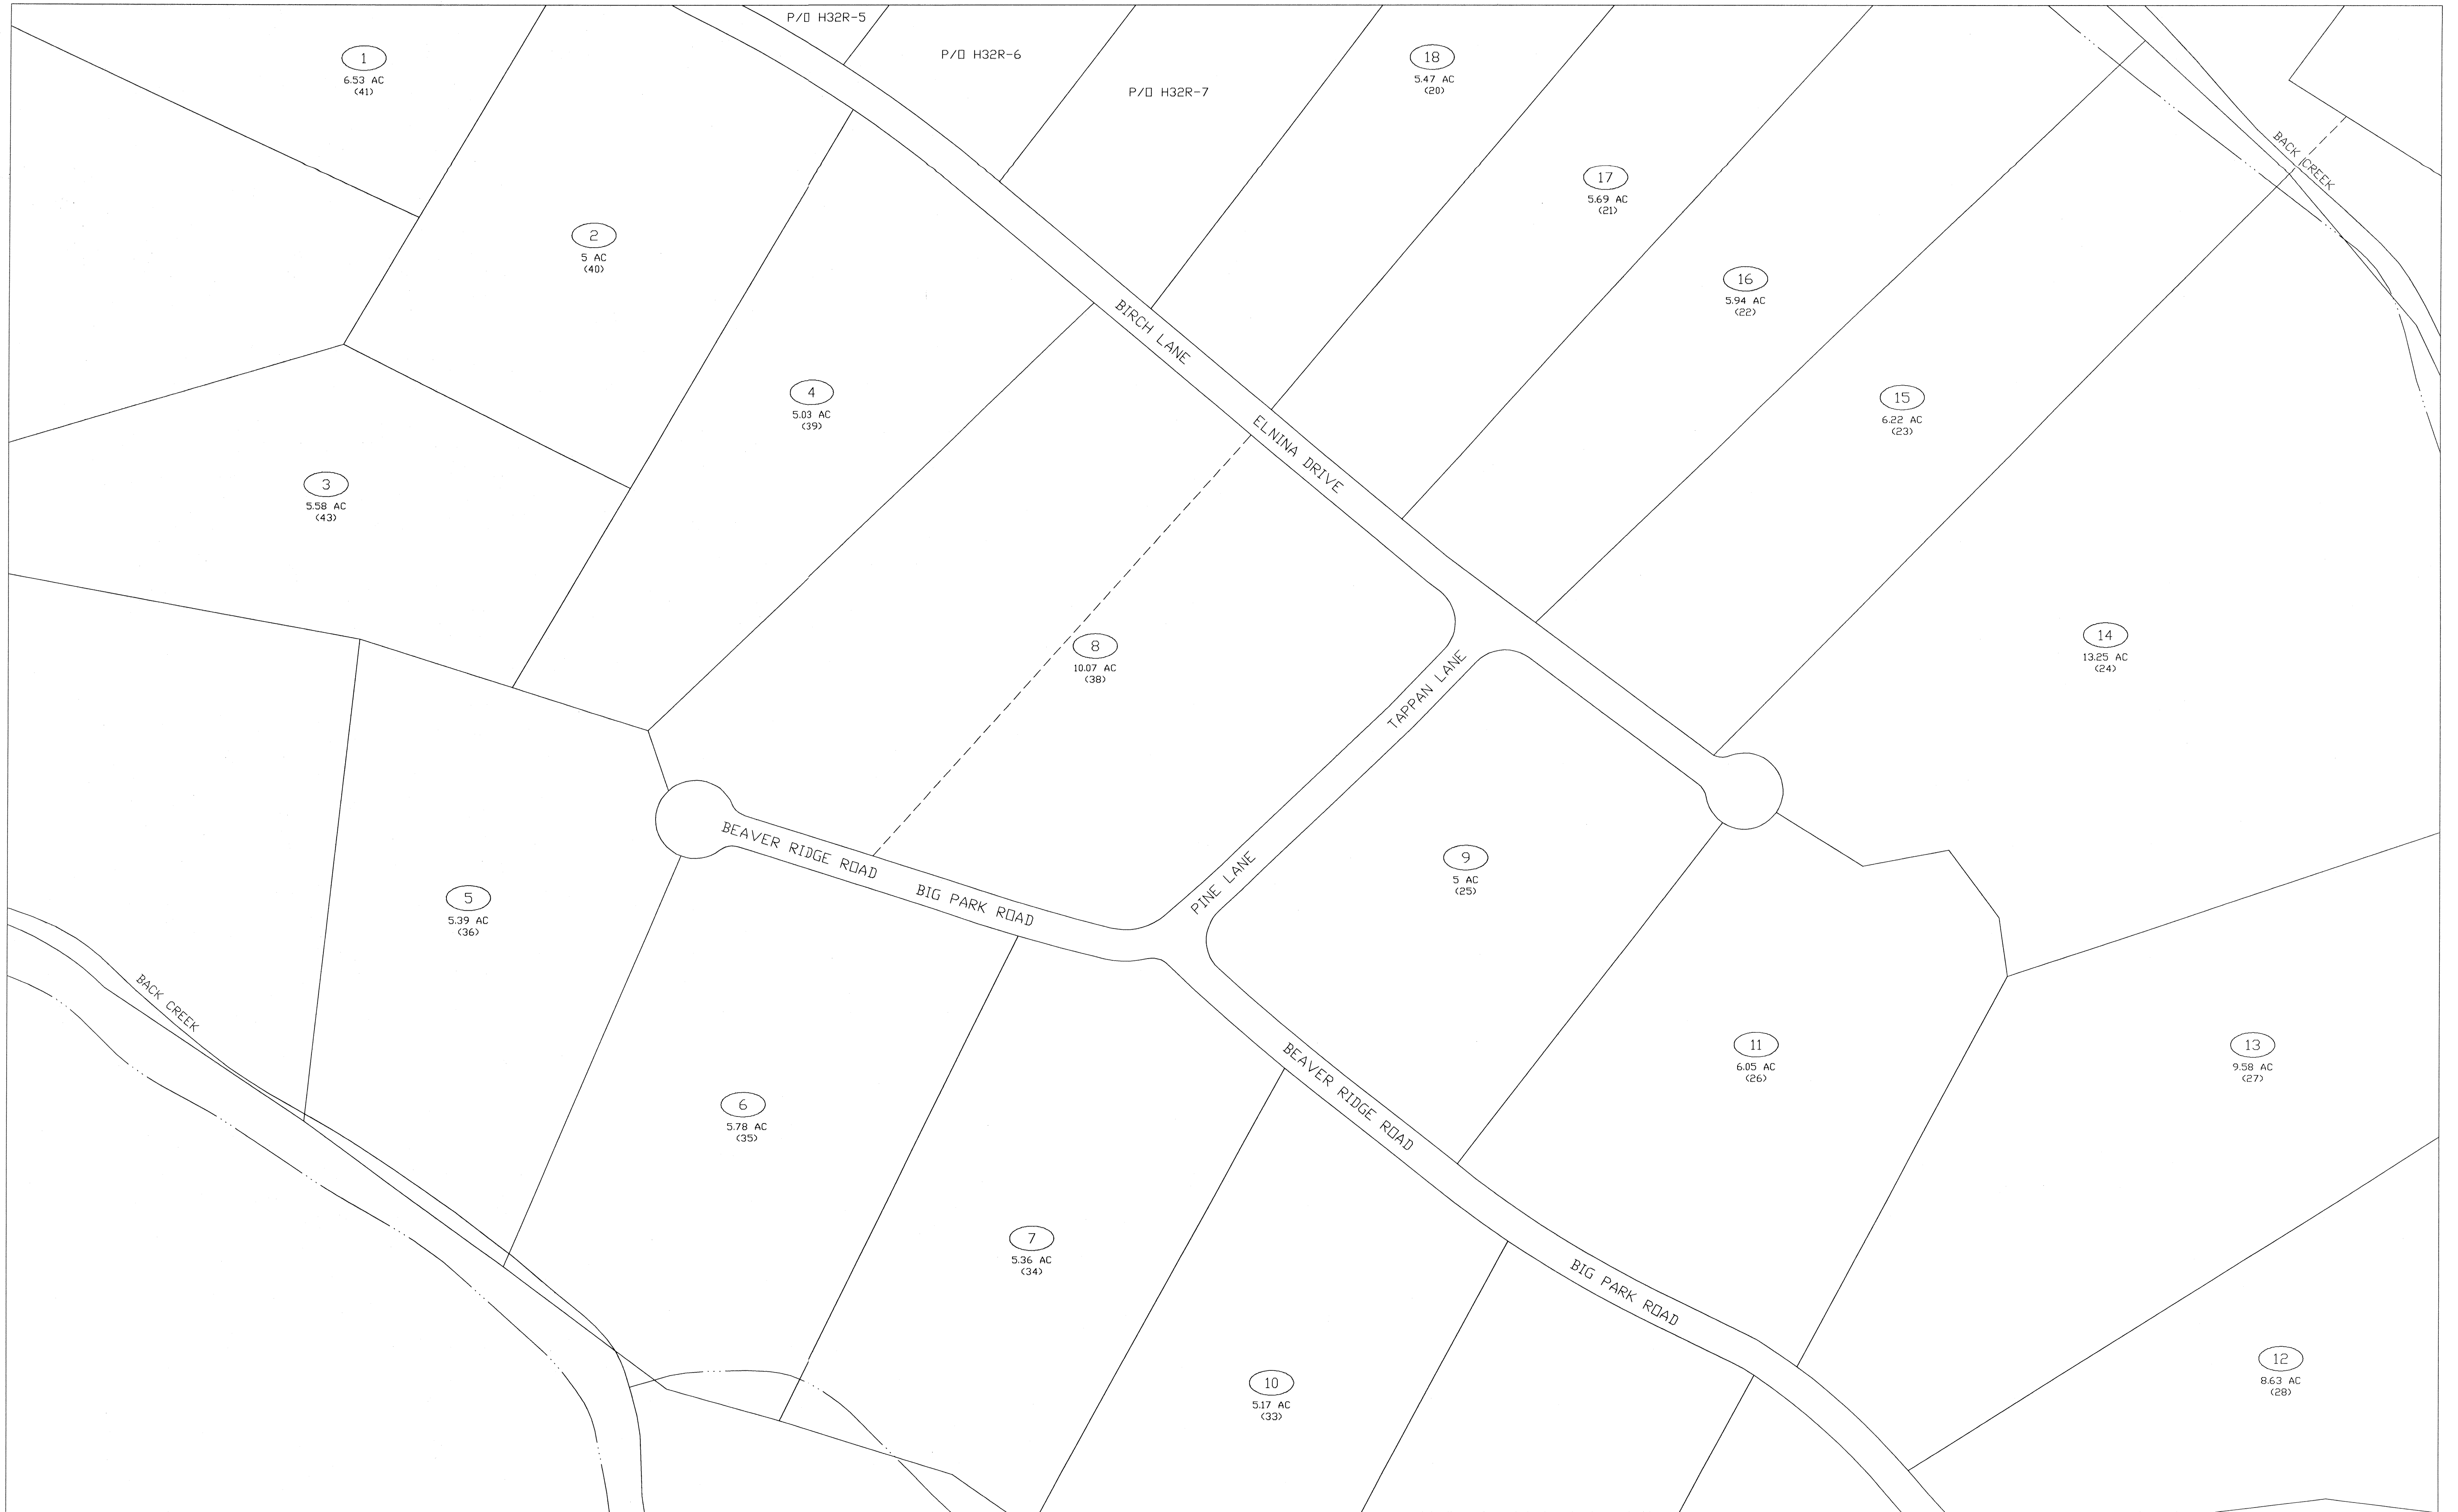 P/O H32R-5
P/O H32R-6
P/O H32R-7
1
6.53 AC
(41)
18
5.47 AC
(20)
BACK CREEK
17
5.69 AC
(21)
2
5 AC
(40)
16
5.94 AC
(22)
BIRCH LANE
4
5.03 AC
(39)
15
6.22 AC
(23)
ELNINA DRIVE
3
5.58 AC
(43)
14
13.25 AC
(24)
8
10.07 AC
(38)
TAPPAN LANE
BEAVER RIDGE ROAD
BIG PARK ROAD
PINE LANE
9
5 AC
(25)
5
5.39 AC
(36)
BACK CREEK
BEAVER RIDGE ROAD
11
6.05 AC
(26)
13
9.58 AC
(27)
6
5.78 AC
(35)
7
5.36 AC
(34)
BIG PARK ROAD
10
5.17 AC
(33)
12
8.63 AC
(28)